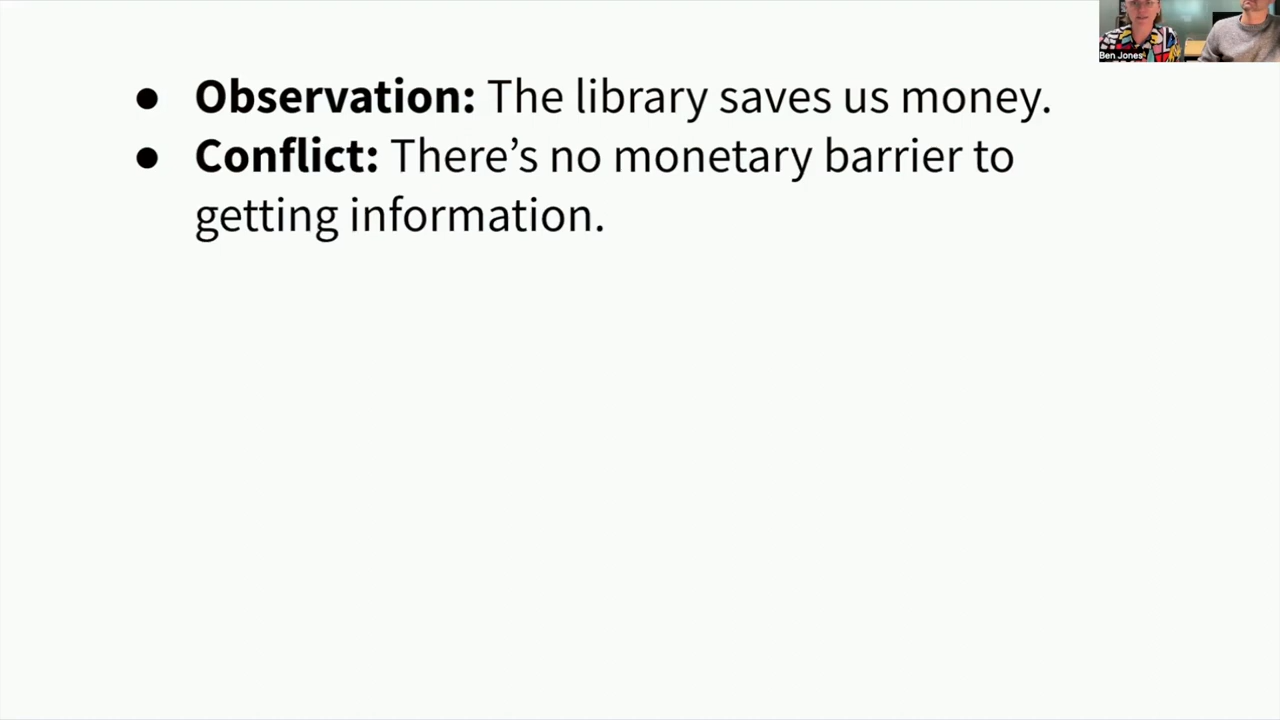 Ben Jones
● Observation: The library saves us money.
● Conflict: There’s no monetary barrier to
getting information.